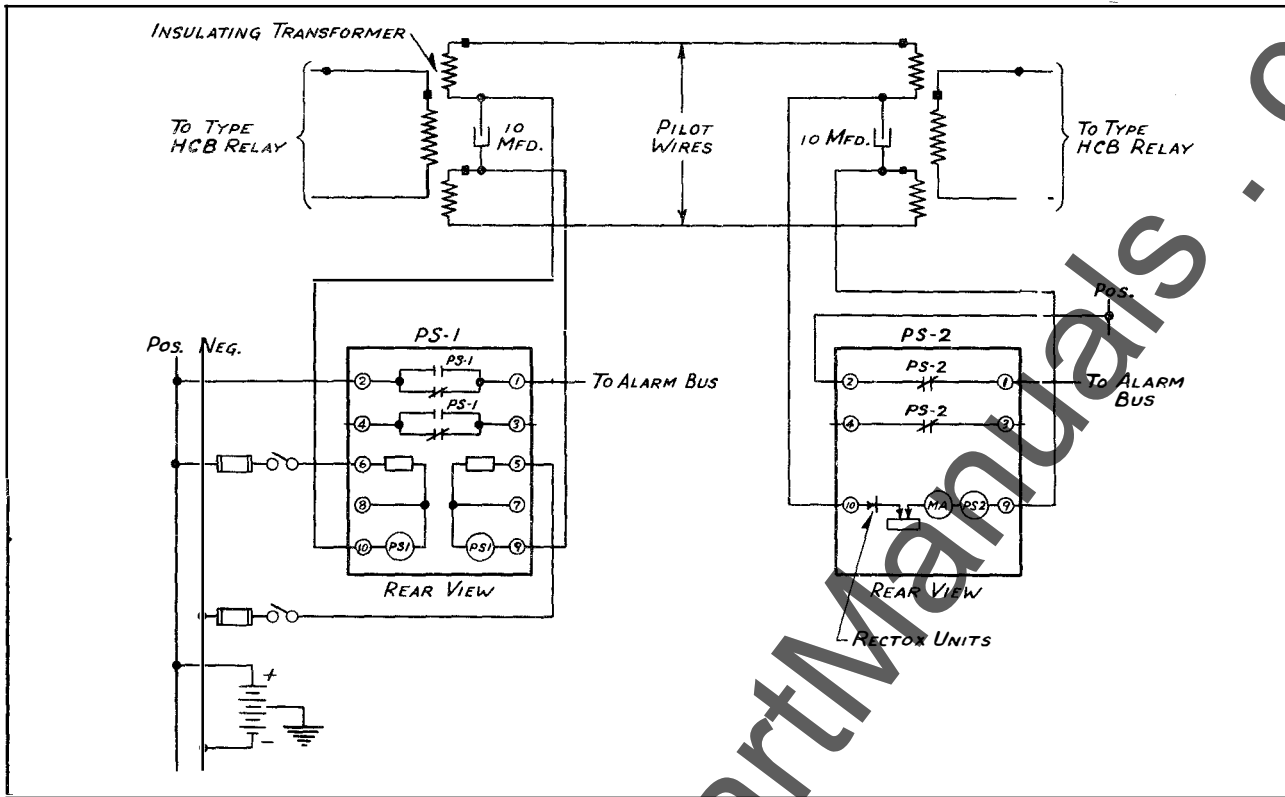 INSULATING TRANSFORMER
TO TYPE
HCB RELAY
10
MFD.
PILOT
WIRES
10 MFD.
TO TYPE
HCB RELAY
POS. NEG.
PS-1
2
PS-1
1
TO ALARM BUS
4
PS-1
3
6
5
8
7
10
PS1
PS1
9
REAR VIEW
+
-
POS.
PS-2
2
PS-2
1
TO ALARM
BUS
4
PS-2
3
10
MA
PS2
9
REAR VIEW
RECTOX UNITS
artManuals . c